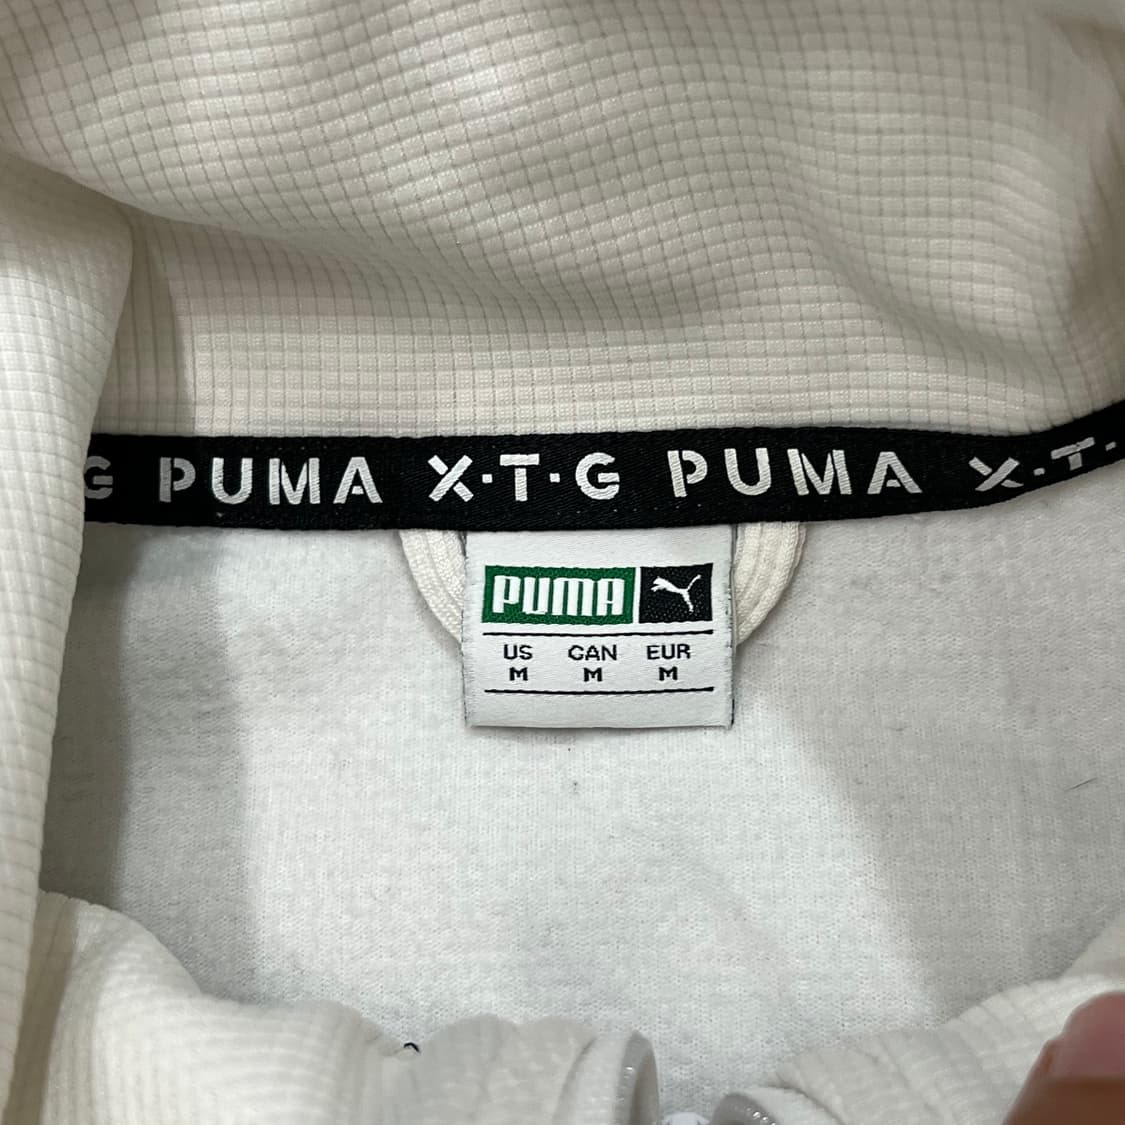 G PUMA X·T·G PUMA X·T·
PUMA
US CAN EUR
M M M